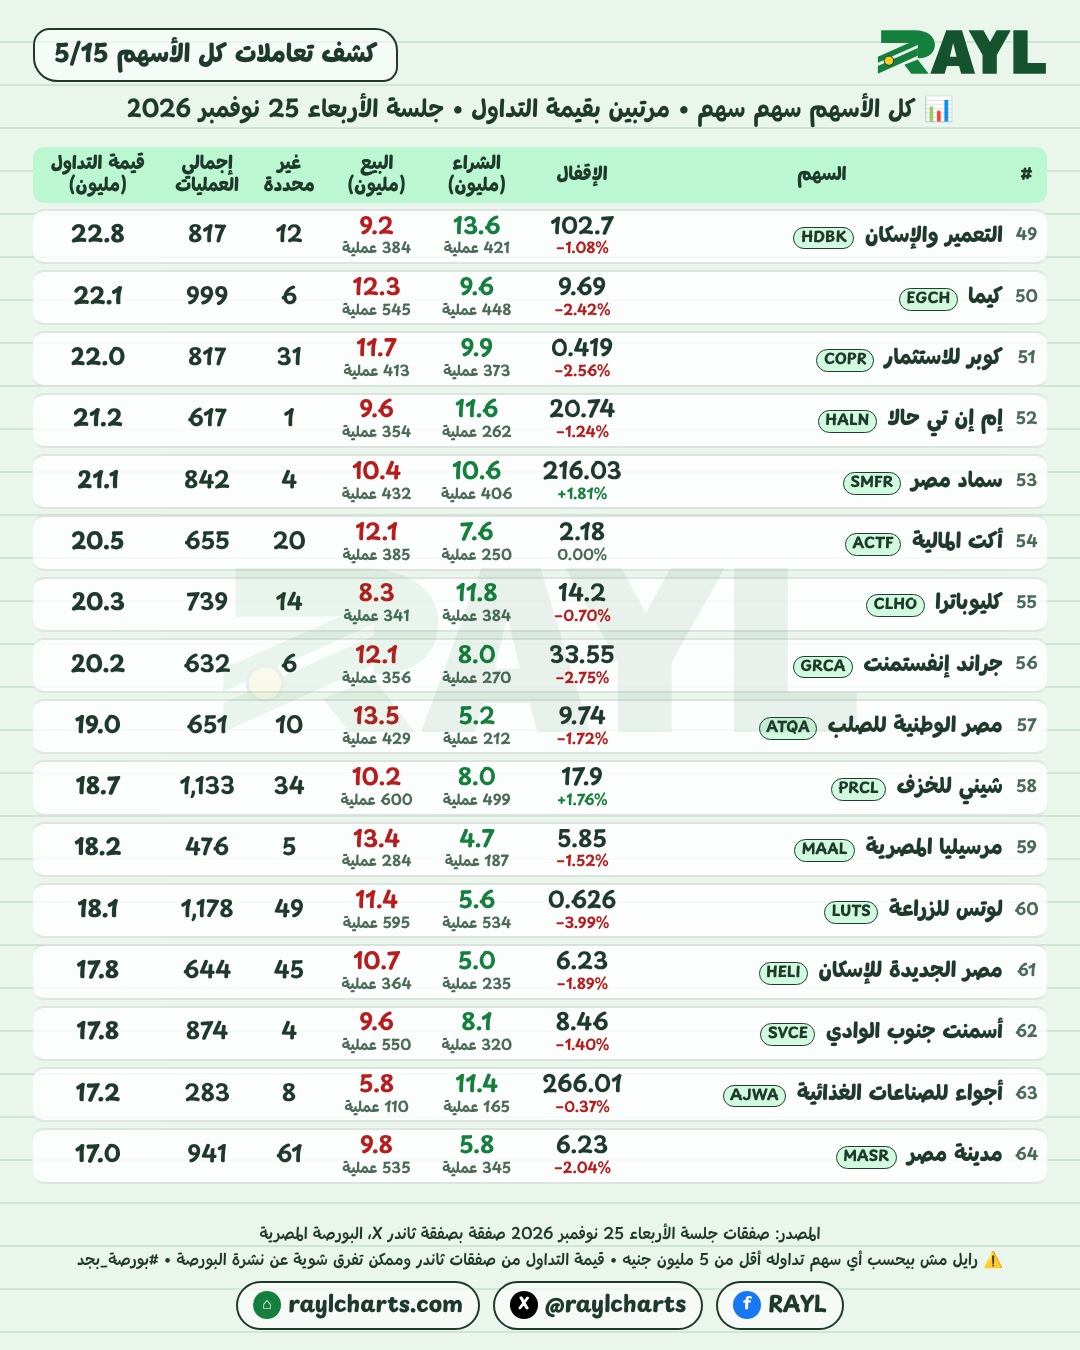 RAYL
كشف تعاملات كل الأسهم 5/15
📊 كل الأسهم سهم سهم • مرتبين بقيمة التداول • جلسة الأربعاء 25 نوفمبر 2026
# السهم الإقفال الشراء (مليون) البيع (مليون) غير محددة إجمالي العمليات قيمة التداول (مليون)
49 التعمير والإسكان HDBK 102.7 13.6 9.2 12 817 22.8
−1.08% 421 عملية 384 عملية
50 كيما EGCH 9.69 9.6 12.3 6 999 22.1
−2.42% 448 عملية 545 عملية
51 كوبر للاستثمار COPR 0.419 9.9 11.7 31 817 22.0
−2.56% 373 عملية 413 عملية
52 إم إن تي حالا HALN 20.74 11.6 9.6 1 617 21.2
−1.24% 262 عملية 354 عملية
53 سماد مصر SMFR 216.03 10.6 10.4 4 842 21.1
+1.81% 406 عملية 432 عملية
54 أكت المالية ACTF 2.18 7.6 12.1 20 655 20.5
0.00% 250 عملية 385 عملية
55 كليوباترا CLHO 14.2 11.8 8.3 14 739 20.3
−0.70% 384 عملية 341 عملية
56 جراند إنفستمنت GRCA 33.55 8.0 12.1 6 632 20.2
−2.75% 270 عملية 356 عملية
57 مصر الوطنية للصلب ATQA 9.74 5.2 13.5 10 651 19.0
−1.72% 212 عملية 429 عملية
58 شيني للخزف PRCL 17.9 8.0 10.2 34 1,133 18.7
+1.76% 499 عملية 600 عملية
59 مرسيليا المصرية MAAL 5.85 4.7 13.4 5 476 18.2
−1.52% 187 عملية 284 عملية
60 لوتس للزراعة LUTS 0.626 5.6 11.4 49 1,178 18.1
−3.99% 534 عملية 595 عملية
61 مصر الجديدة للإسكان HELI 6.23 5.0 10.7 45 644 17.8
−1.89% 235 عملية 364 عملية
62 أسمنت جنوب الوادي SVCE 8.46 8.1 9.6 4 874 17.8
−1.40% 320 عملية 550 عملية
63 أجواء للصناعات الغذائية AJWA 266.01 11.4 5.8 8 283 17.2
−0.37% 165 عملية 110 عملية
64 مدينة مصر MASR 6.23 5.8 9.8 61 941 17.0
−2.04% 345 عملية 535 عملية
RAYL
المصدر: صفقات جلسة الأربعاء 25 نوفمبر 2026 صفقة بصفقة ثاندر X، البورصة المصرية
⚠️ رايل مش بيحسب أي سهم تداوله أقل من 5 مليون جنيه • قيمة التداول من صفقات ثاندر وممكن تفرق شوية عن نشرة البورصة • #بورصة_بجد
raylcharts.com X @raylcharts f RAYL